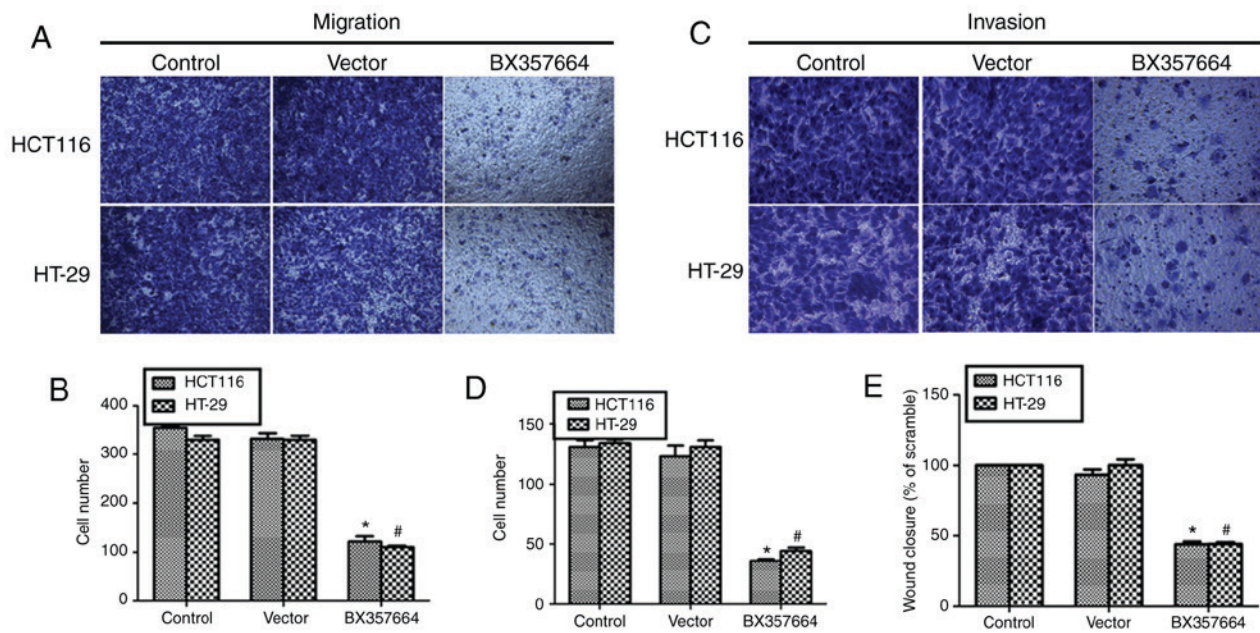 A
Migration
Control Vector BX357664
HCT116
HT-29
C
Invasion
Control Vector BX357664
HCT116
HT-29
B
HCT116
HT-29
400
300
200
100
0
Cell number
*
#
Control Vector BX357664
D
HCT116
HT-29
150
100
50
0
Cell number
*
#
Control Vector BX357664
E
HCT116
HT-29
150
100
50
0
Wound closure (% of scramble)
*
#
Control Vector BX357664